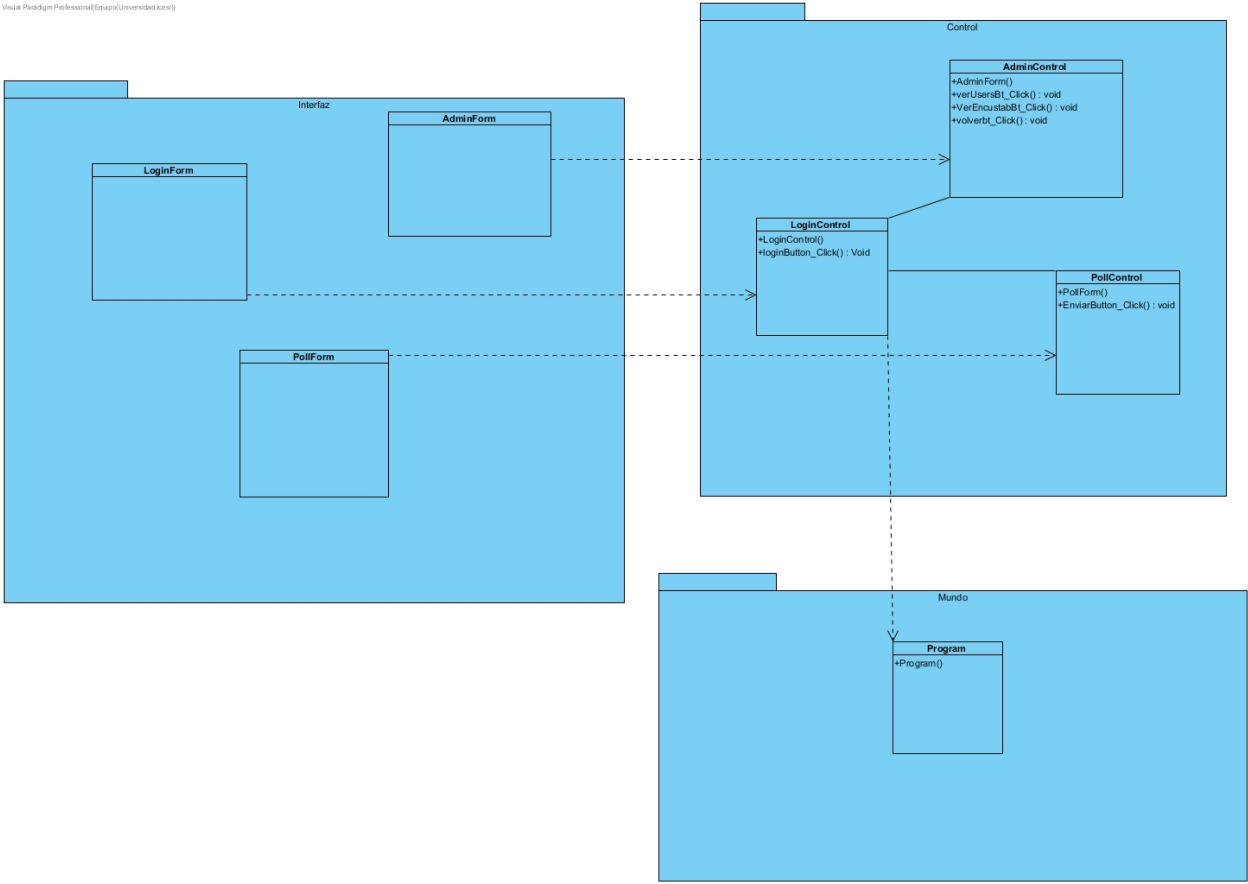 Visual Paradigm Professional(Equipo(Universidad Icesi))
Control
AdminControl
+AdminForm()
+verUsersBt_Click() : void
+VerEncustabBt_Click() : void
+volverbt_Click() : void
Interfaz
AdminForm
LoginForm
LoginControl
+LoginControl()
+loginButton_Click() : Void
PollControl
+PollForm()
+EnviarButton_Click() : void
PollForm
Mundo
Program
+Program()